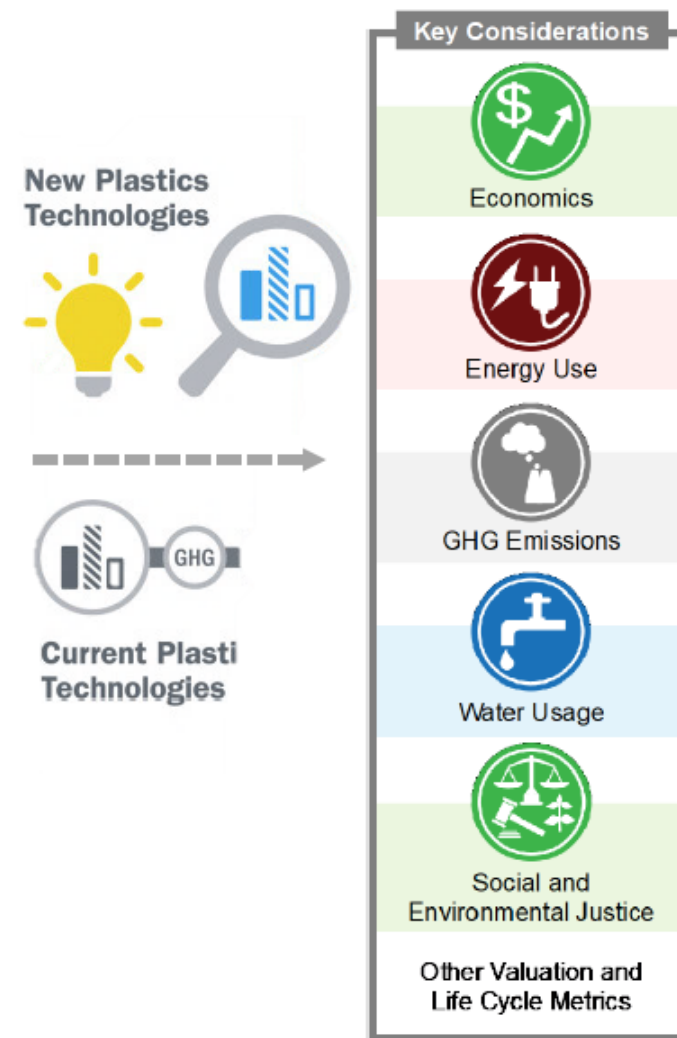 Key Considerations
New Plastics
Technologies
GHG
Current Plasti
Technologies
$
Economics
Energy Use
GHG Emissions
Water Usage
Social and
Environmental Justice
Other Valuation and
Life Cycle Metrics